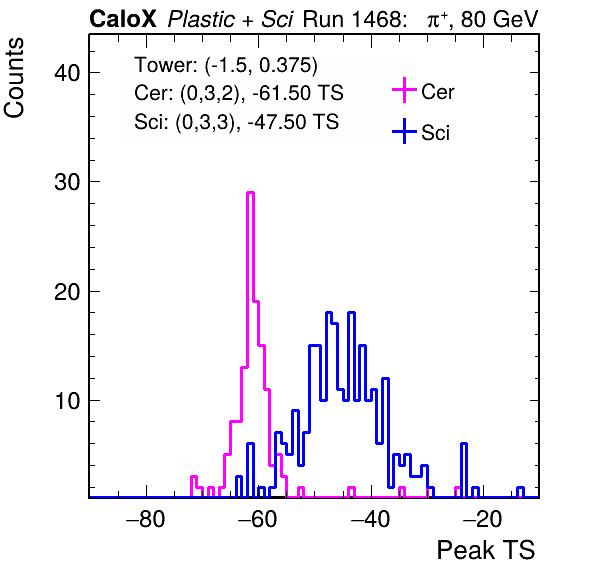 CaloX Plastic + Sci Run 1468: π⁺, 80 GeV
Counts
Tower: (-1.5, 0.375)
Cer: (0,3,2), -61.50 TS
Sci: (0,3,3), -47.50 TS
Cer
Sci
40
30
20
10
−80 −60 −40 −20
Peak TS